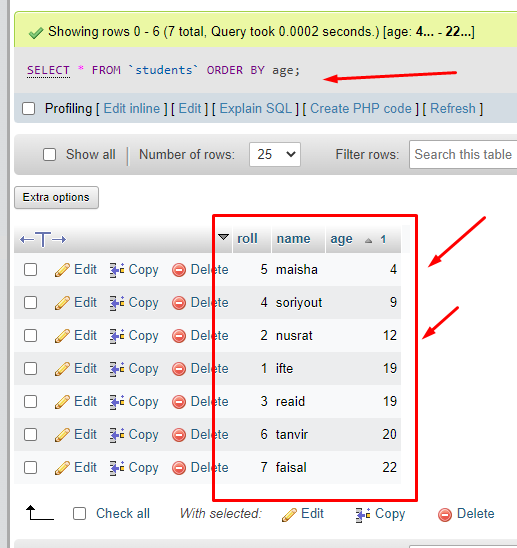 Showing rows 0 - 6 (7 total, Query took 0.0002 seconds.) [age: 4... - 22...]
SELECT * FROM `students` ORDER BY age;
Profiling [ Edit inline ] [ Edit ] [ Explain SQL ] [ Create PHP code ] [ Refresh ]
Show all Number of rows: 25 Filter rows: Search this table
Extra options
roll name age 1
Edit Copy Delete 5 maisha 4
Edit Copy Delete 4 soriyout 9
Edit Copy Delete 2 nusrat 12
Edit Copy Delete 1 ifte 19
Edit Copy Delete 3 reaid 19
Edit Copy Delete 6 tanvir 20
Edit Copy Delete 7 faisal 22
Check all With selected: Edit Copy Delete